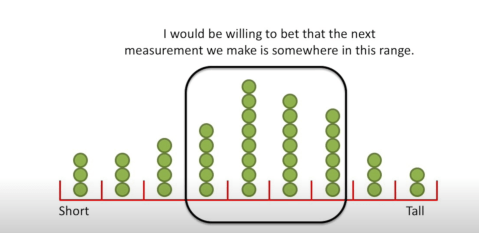 I would be willing to bet that the next
measurement we make is somewhere in this range.
Short
Tall